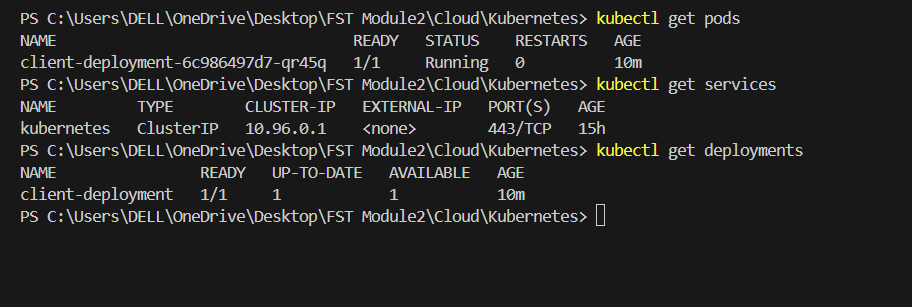 PS C:\Users\DELL\OneDrive\Desktop\FST Module2\Cloud\Kubernetes> kubectl get pods
NAME READY STATUS RESTARTS AGE
client-deployment-6c986497d7-qr45q 1/1 Running 0 10m
PS C:\Users\DELL\OneDrive\Desktop\FST Module2\Cloud\Kubernetes> kubectl get services
NAME TYPE CLUSTER-IP EXTERNAL-IP PORT(S) AGE
kubernetes ClusterIP 10.96.0.1 <none> 443/TCP 15h
PS C:\Users\DELL\OneDrive\Desktop\FST Module2\Cloud\Kubernetes> kubectl get deployments
NAME READY UP-TO-DATE AVAILABLE AGE
client-deployment 1/1 1 1 10m
PS C:\Users\DELL\OneDrive\Desktop\FST Module2\Cloud\Kubernetes>